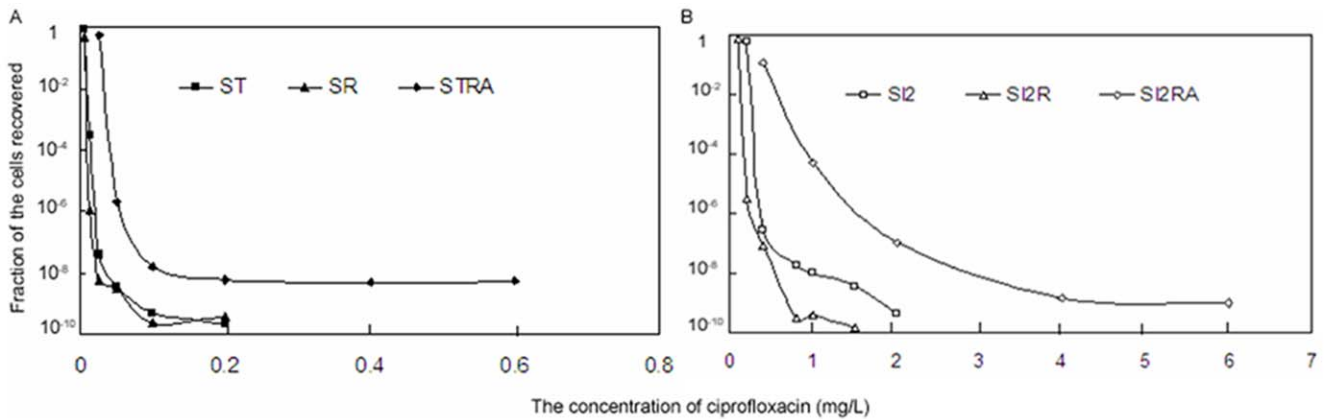 A
Fraction of the cells recovered
1
10-2
10-4
10-6
10-8
10-10
ST SR STRA
0 0.2 0.4 0.6 0.8
B
1
10-2
10-4
10-6
10-8
10-10
SI2 SI2R SI2RA
0 1 2 3 4 5 6 7
The concentration of ciprofloxacin (mg/L)